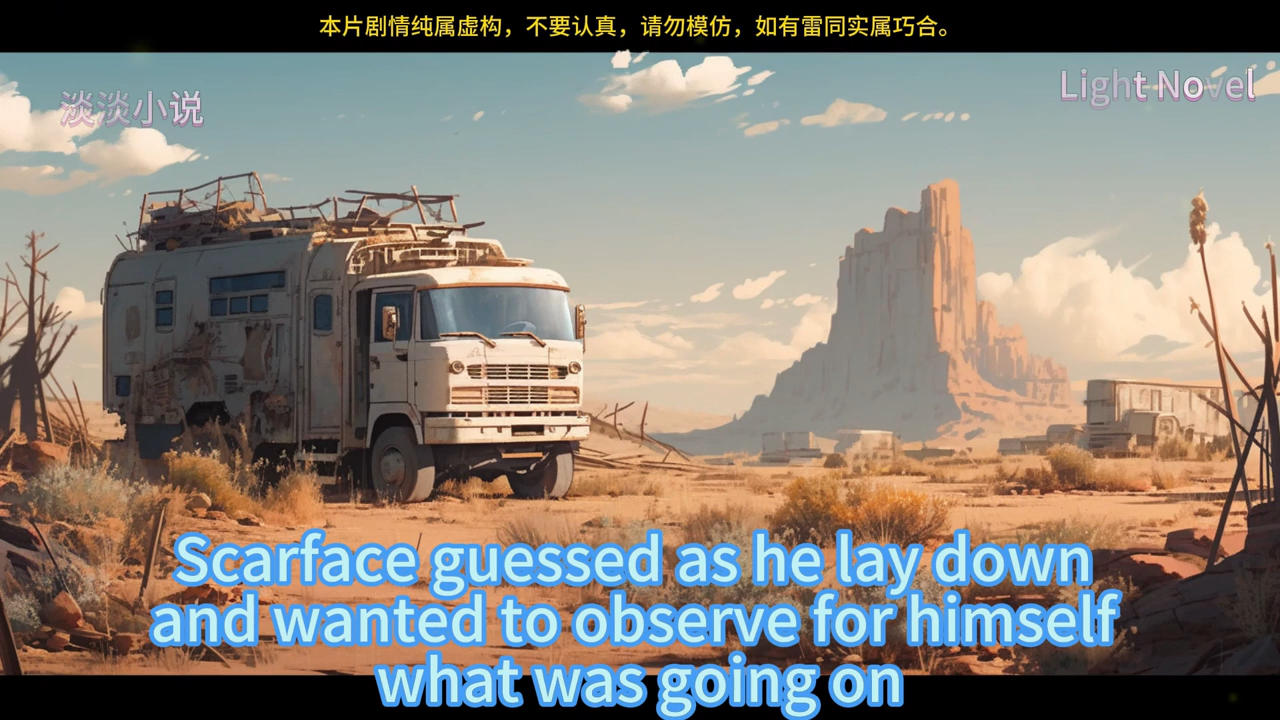 本片剧情纯属虚构，不要认真，请勿模仿，如有雷同实属巧合。
淡淡小说
Light Novel
Scarface guessed as he lay down
and wanted to observe for himself
what was going on